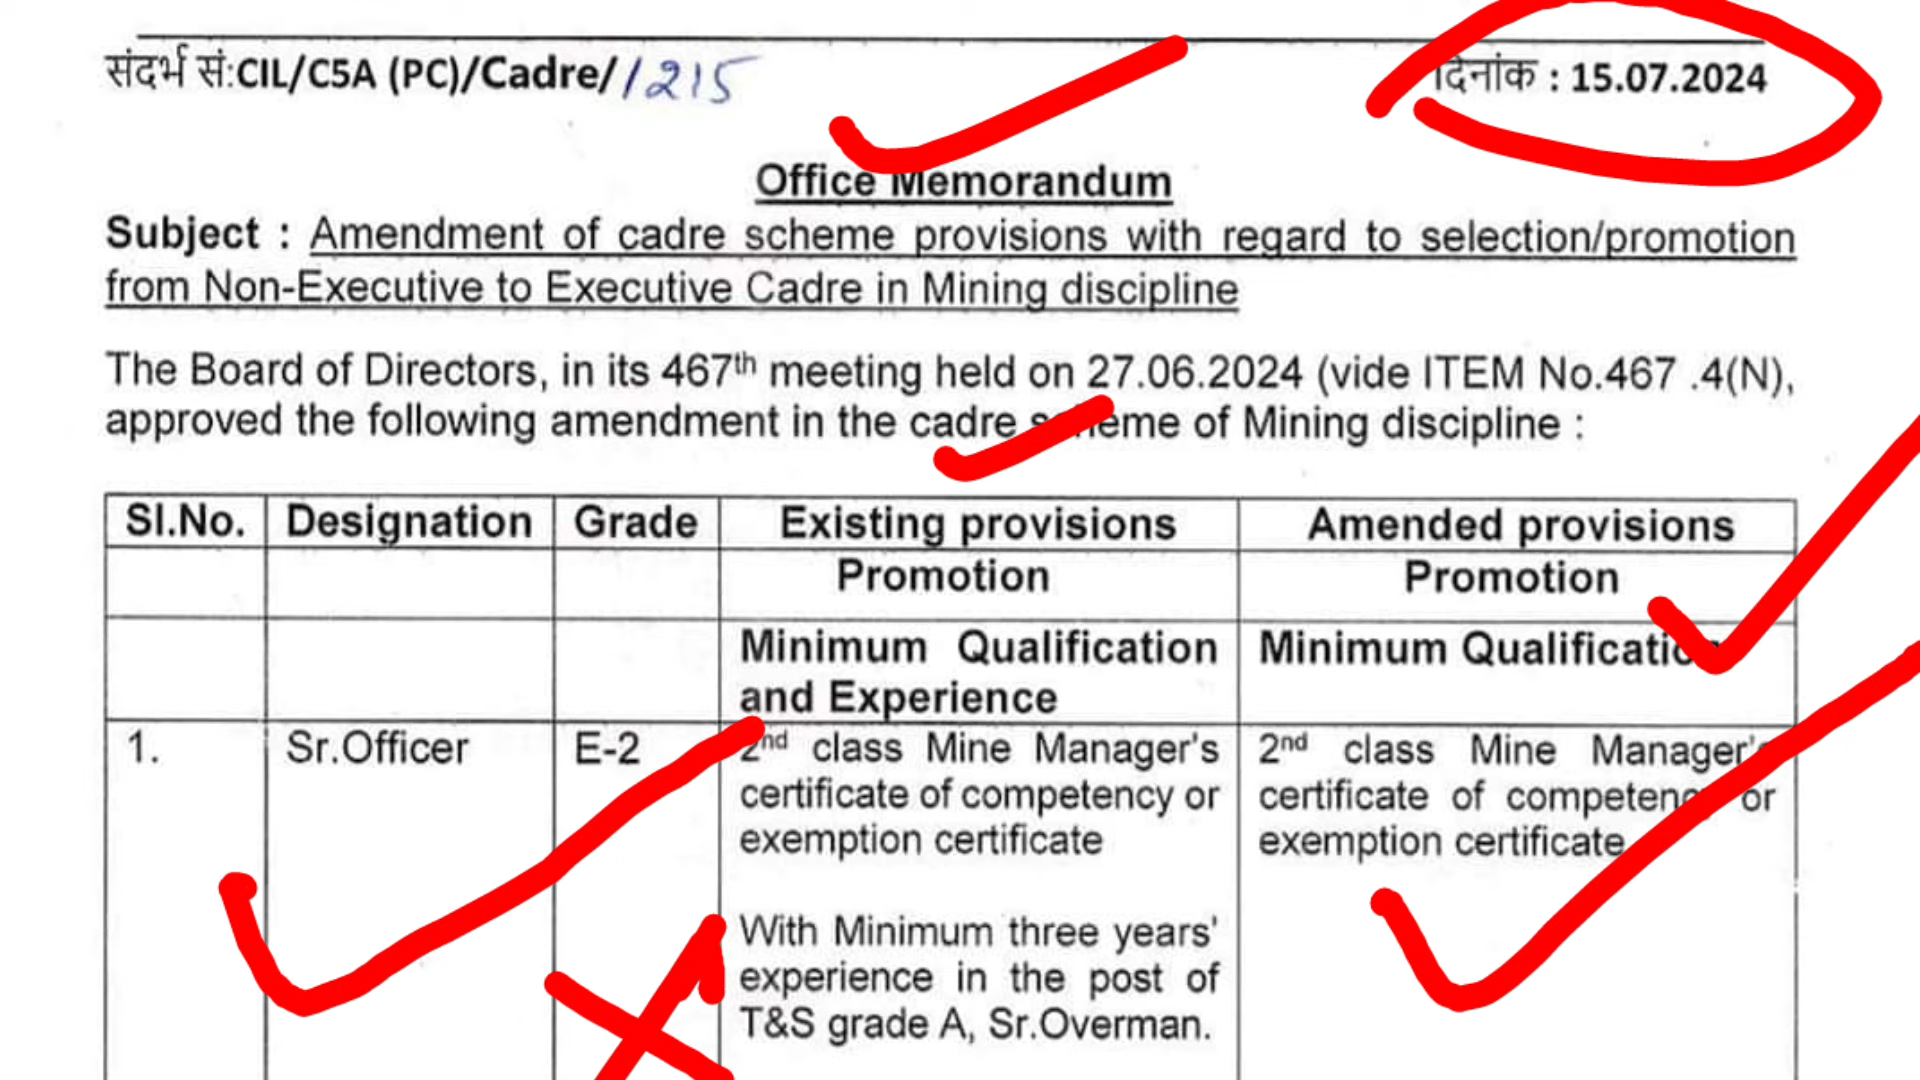 संदर्भ सं:CIL/C5A (PC)/Cadre/1215
दिनांक : 15.07.2024
Office Memorandum
Subject : Amendment of cadre scheme provisions with regard to selection/promotion
from Non-Executive to Executive Cadre in Mining discipline
The Board of Directors, in its 467th meeting held on 27.06.2024 (vide ITEM No.467 .4(N),
approved the following amendment in the cadre scheme of Mining discipline :
Sl.No. Designation Grade Existing provisions Amended provisions
Promotion Promotion
Minimum Qualification Minimum Qualification
and Experience
1. Sr.Officer E-2 2nd class Mine Manager's 2nd class Mine Manager's
certificate of competency or certificate of competency or
exemption certificate exemption certificate
With Minimum three years'
experience in the post of
T&S grade A, Sr.Overman.